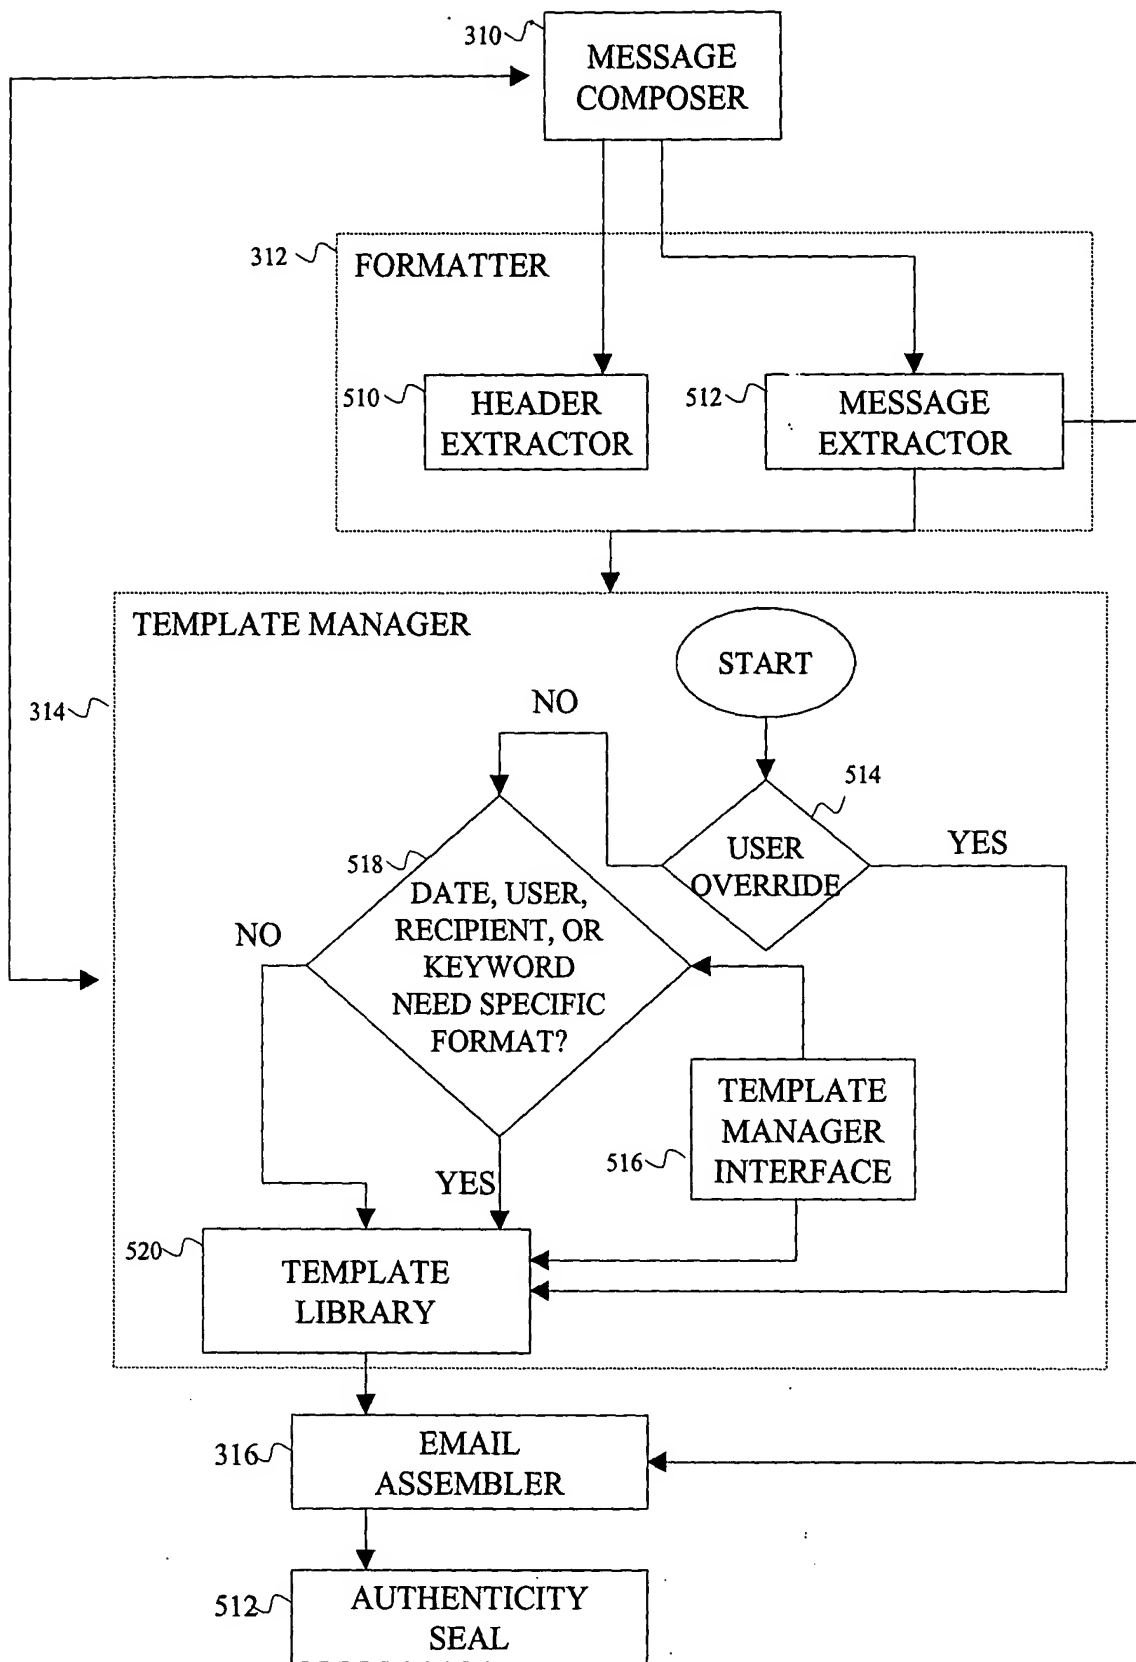 310
MESSAGE
COMPOSER
312
FORMATTER
510
HEADER
EXTRACTOR
512
MESSAGE
EXTRACTOR
TEMPLATE MANAGER
START
314
NO
514
USER
OVERRIDE
YES
518
DATE, USER,
RECIPIENT, OR
KEYWORD
NEED SPECIFIC
FORMAT?
NO
TEMPLATE
MANAGER
INTERFACE
516
YES
520
TEMPLATE
LIBRARY
316
EMAIL
ASSEMBLER
512
AUTHENTICITY
SEAL